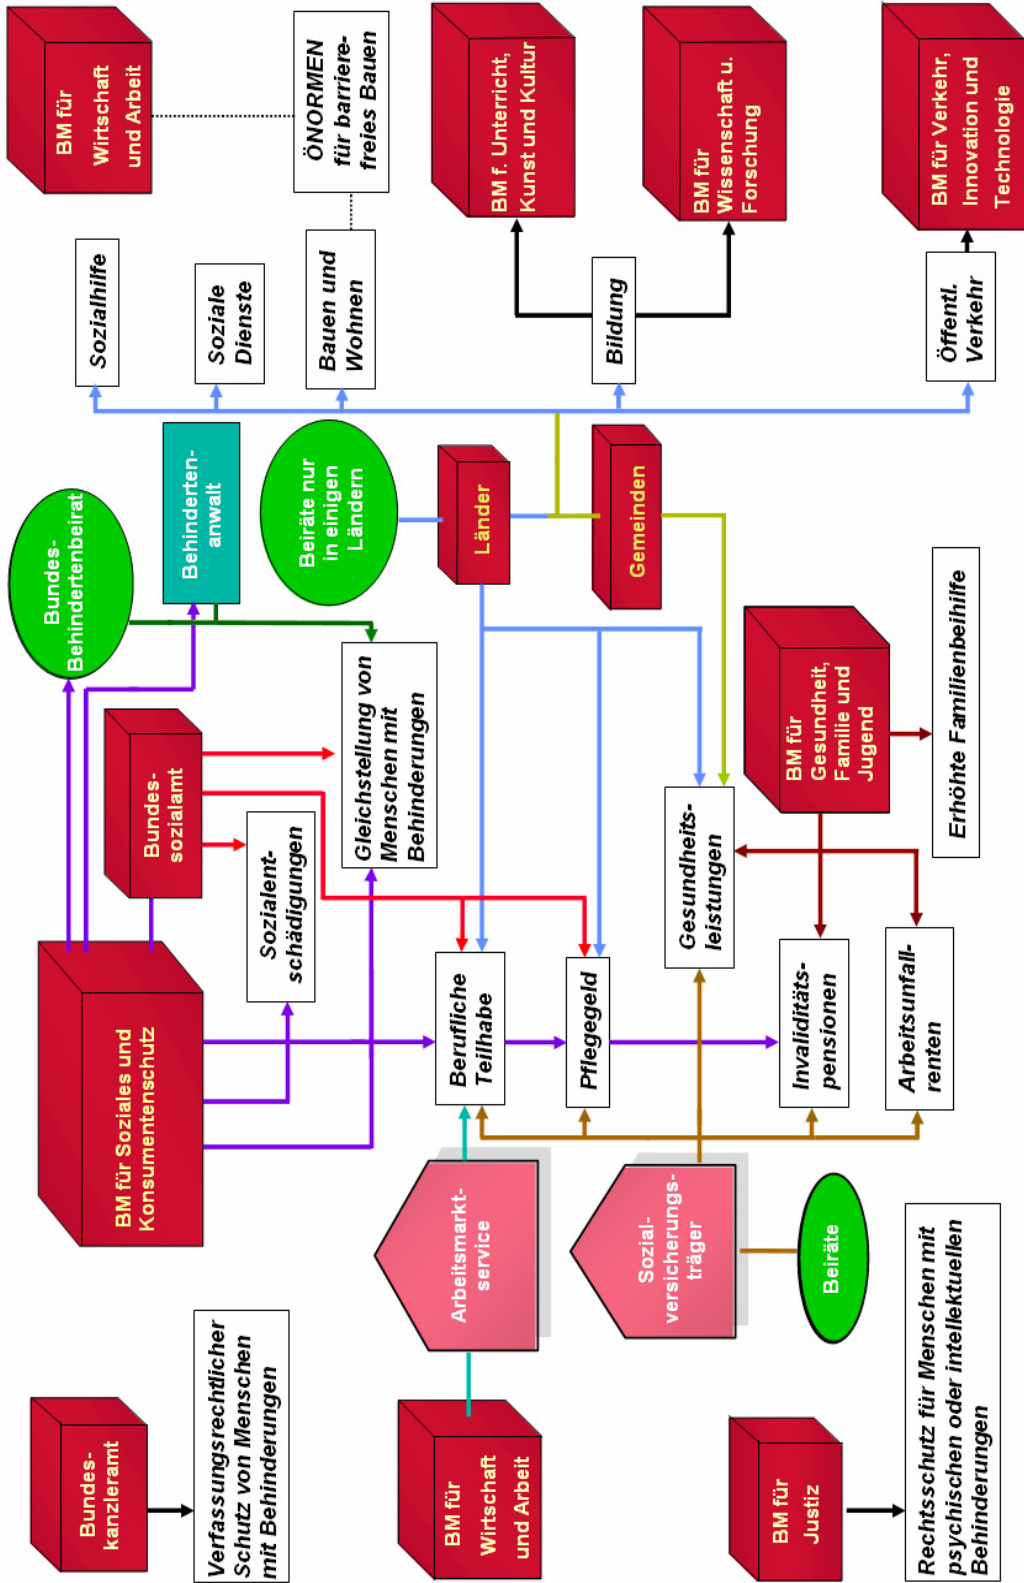 Bundes-
kanzleramt
BM für Soziales und
Konsumentenschutz
Bundes-
Behindertenbeirat
BM für
Wirtschaft
und Arbeit
Sozialhilfe
Bundes-
sozialamt
Behinderten-
anwalt
Verfassungsrechtlicher
Schutz von Menschen
mit Behinderungen
Soziale
Dienste
Sozialent-
schädigungen
Beiräte nur
in einigen
Ländern
Bauen und
Wohnen
ÖNORMEN
für barriere-
freies Bauen
Gleichstellung von
Menschen mit
Behinderungen
BM für
Wirtschaft
und Arbeit
Arbeitsmarkt-
service
Berufliche
Teilhabe
Länder
BM f. Unterricht,
Kunst und Kultur
Pflegegeld
Bildung
Gemeinden
Sozial-
versicherungs-
träger
Gesundheits-
leistungen
BM für
Wissenschaft u.
Forschung
BM für
Justiz
Beiräte
Invaliditäts-
pensionen
BM für
Gesundheit,
Familie und
Jugend
Arbeitsunfall-
renten
Erhöhte Familienbeihilfe
Öffentl.
Verkehr
BM für Verkehr,
Innovation und
Technologie
Rechtsschutz für Menschen mit
psychischen oder intellektuellen
Behinderungen